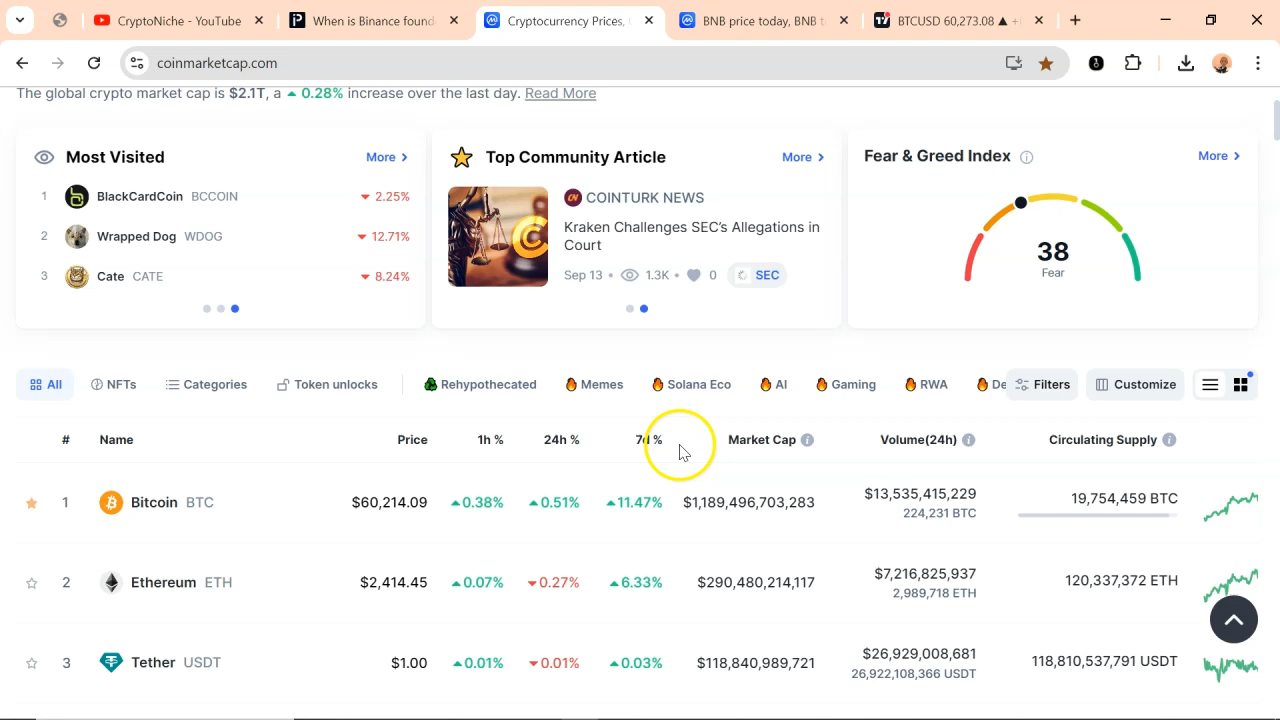 CryptoNiche - YouTube
When is Binance found
Cryptocurrency Prices,
BNB price today, BNB t
BTCUSD 60,273.08 ▲ +
coinmarketcap.com
The global crypto market cap is $2.1T, a ▲ 0.28% increase over the last day. Read More
Most Visited
More >
1 BlackCardCoin BCCOIN ▼ 2.25%
2 Wrapped Dog WDOG ▼ 12.71%
3 Cate CATE ▼ 8.24%
Top Community Article
More >
COINTURK NEWS
Kraken Challenges SEC's Allegations in
Court
Sep 13 • 1.3K • 0 SEC
Fear & Greed Index
More >
38
Fear
All NFTs Categories Token unlocks Rehypothecated Memes Solana Eco AI Gaming RWA De Filters Customize
# Name Price 1h % 24h % 7d % Market Cap Volume(24h) Circulating Supply
1 Bitcoin BTC $60,214.09 ▲0.38% ▲0.51% ▲11.47% $1,189,496,703,283 $13,535,415,229 19,754,459 BTC
224,231 BTC
2 Ethereum ETH $2,414.45 ▲0.07% ▼0.27% ▲6.33% $290,480,214,117 $7,216,825,937 120,337,372 ETH
2,989,718 ETH
3 Tether USDT $1.00 ▲0.01% ▼0.01% ▲0.03% $118,840,989,721 $26,929,008,681 118,810,537,791 USDT
26,922,108,366 USDT